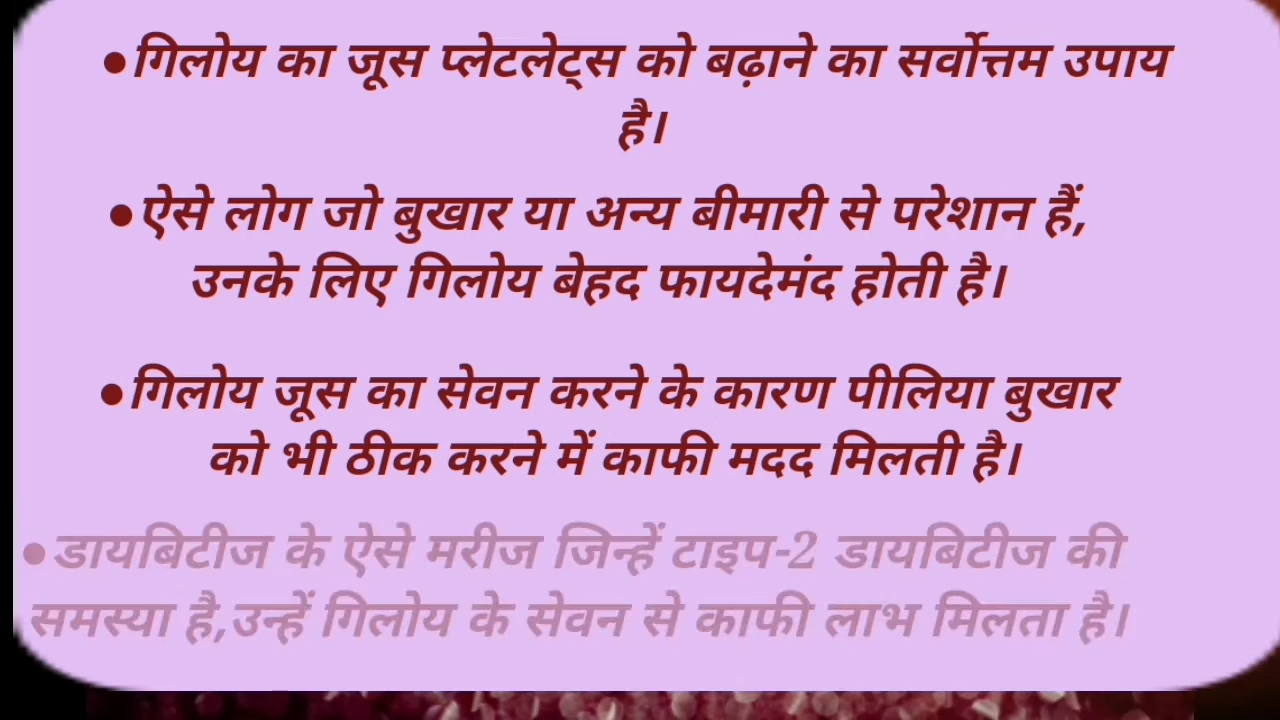 ●गिलोय का जूस प्लेटलेट्स को बढ़ाने का सर्वोत्तम उपाय
है।
●ऐसे लोग जो बुखार या अन्य बीमारी से परेशान हैं,
उनके लिए गिलोय बेहद फायदेमंद होती है।
●गिलोय जूस का सेवन करने के कारण पीलिया बुखार
को भी ठीक करने में काफी मदद मिलती है।
●डायबिटीज के ऐसे मरीज जिन्हें टाइप-2 डायबिटीज की
समस्या है,उन्हें गिलोय के सेवन से काफी लाभ मिलता है।